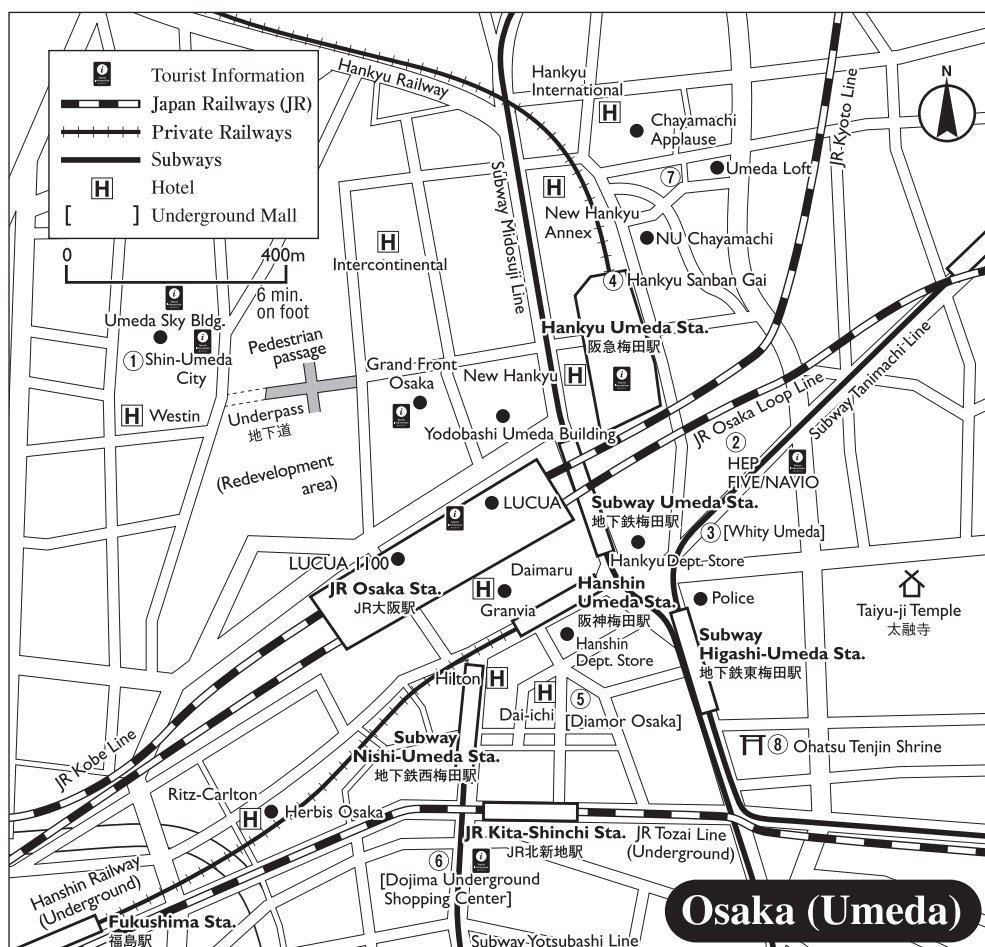 Tourist Information
Japan Railways (JR)
Private Railways
Subways
H
Hotel
[ ] Underground Mall
0 400m
6 min.
on foot
N
Hankyu Railway
Hankyu
International
H
Chayamachi
Applause
JR-Kyoto Line
Umeda Loft
⑦
Subway Midosuji Line
H
New Hankyu
Annex
NU Chayamachi
H
Intercontinental
④ Hankyu Sanban Gai
Umeda Sky Bldg.
① Shin-Umeda
City
H Westin
Pedestrian
passage
Underpass
地下道
(Redevelopment
area)
Grand Front
Osaka
Hankyu Umeda Sta.
阪急梅田駅
New Hankyu H
Yodobashi Umeda Building
JR Osaka Loop Line
Subway Tanimachi Line
②
HEP
FIVE/NAVIO
LUCUA
Subway Umeda Sta.
地下鉄梅田駅
③ [Whity Umeda]
Hankyu Dept. Store
LUCUA 1100
JR Osaka Sta.
JR大阪駅
Daimaru
H
Granvia
Hanshin
Umeda Sta.
阪神梅田駅
Police
Taiyu-ji Temple
太融寺
Hanshin
Dept. Store
Subway
Higashi-Umeda Sta.
地下鉄東梅田駅
Hilton H
H
Dai-ichi
⑤
[Diamor Osaka]
Subway
Nishi-Umeda Sta.
地下鉄西梅田駅
⑧ Ohatsu Tenjin Shrine
JR Kobe Line
Ritz-Carlton
H
Herbis Osaka
JR Kita-Shinchi Sta.
JR北新地駅
JR Tozai Line
(Underground)
⑥
[Dojima Underground
Shopping Center]
Hanshin Railway
(Underground)
Fukushima Sta.
福島駅
Subway Yotsubashi Line
Osaka (Umeda)